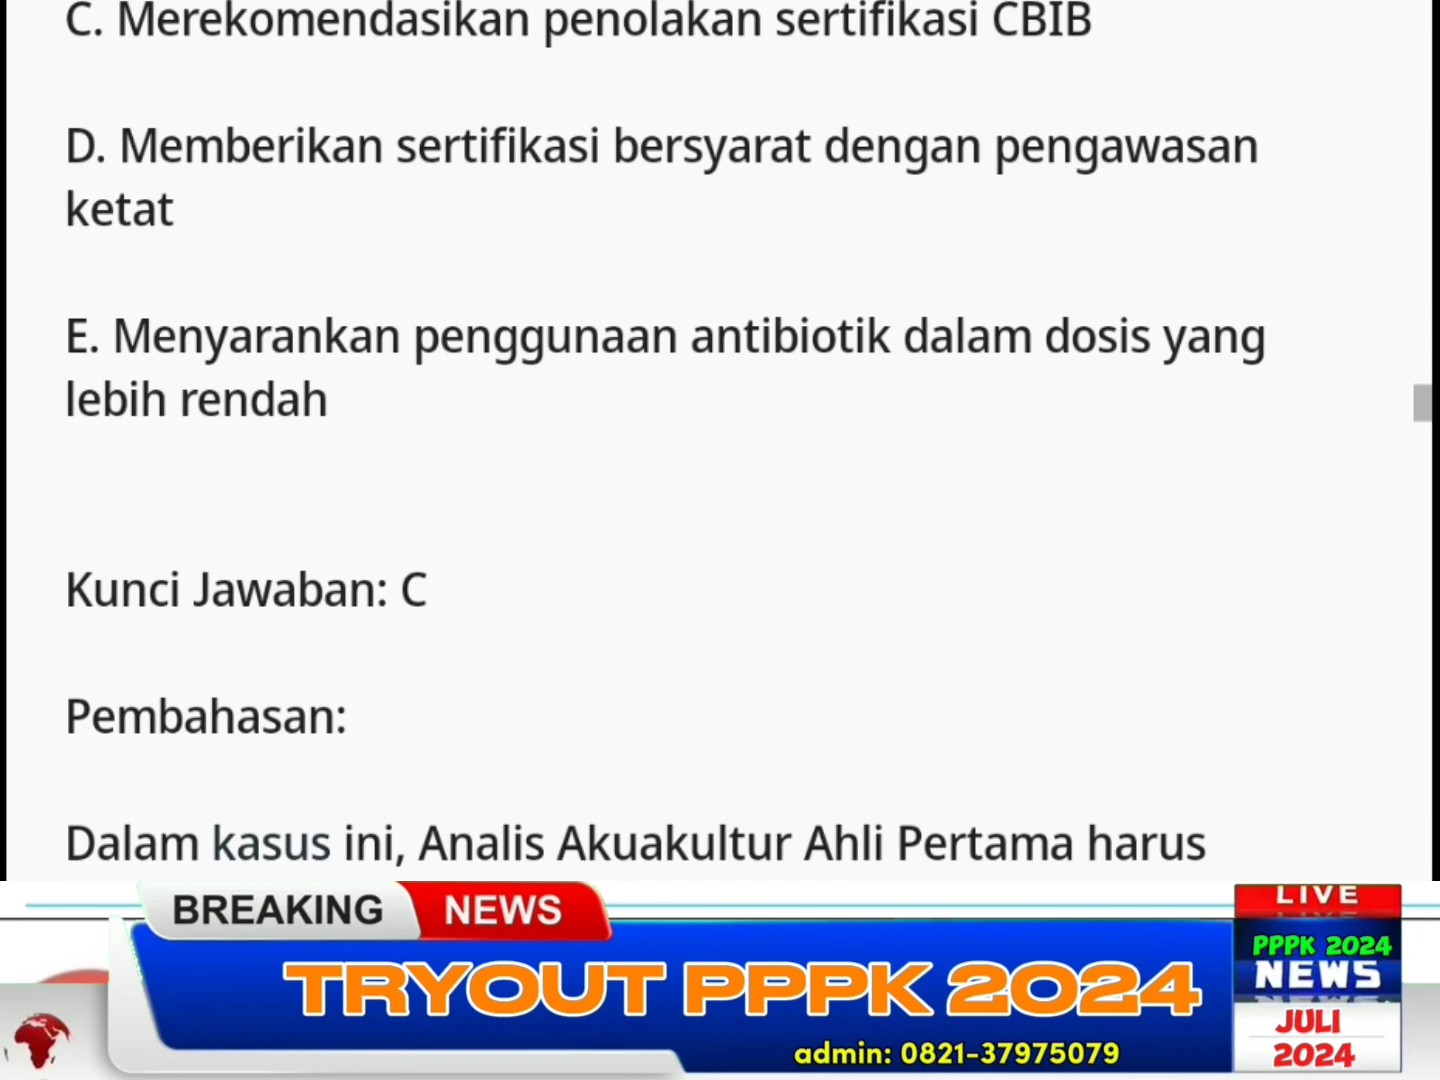 C. Merekomendasikan penolakan sertifikasi CBIB
D. Memberikan sertifikasi bersyarat dengan pengawasan
ketat
E. Menyarankan penggunaan antibiotik dalam dosis yang
lebih rendah
Kunci Jawaban: C
Pembahasan:
Dalam kasus ini, Analis Akuakultur Ahli Pertama harus
BREAKING NEWS
TRYOUT PPPK 2024
admin: 0821-37975079
LIVE
PPPK 2024
NEWS
JULI
2024